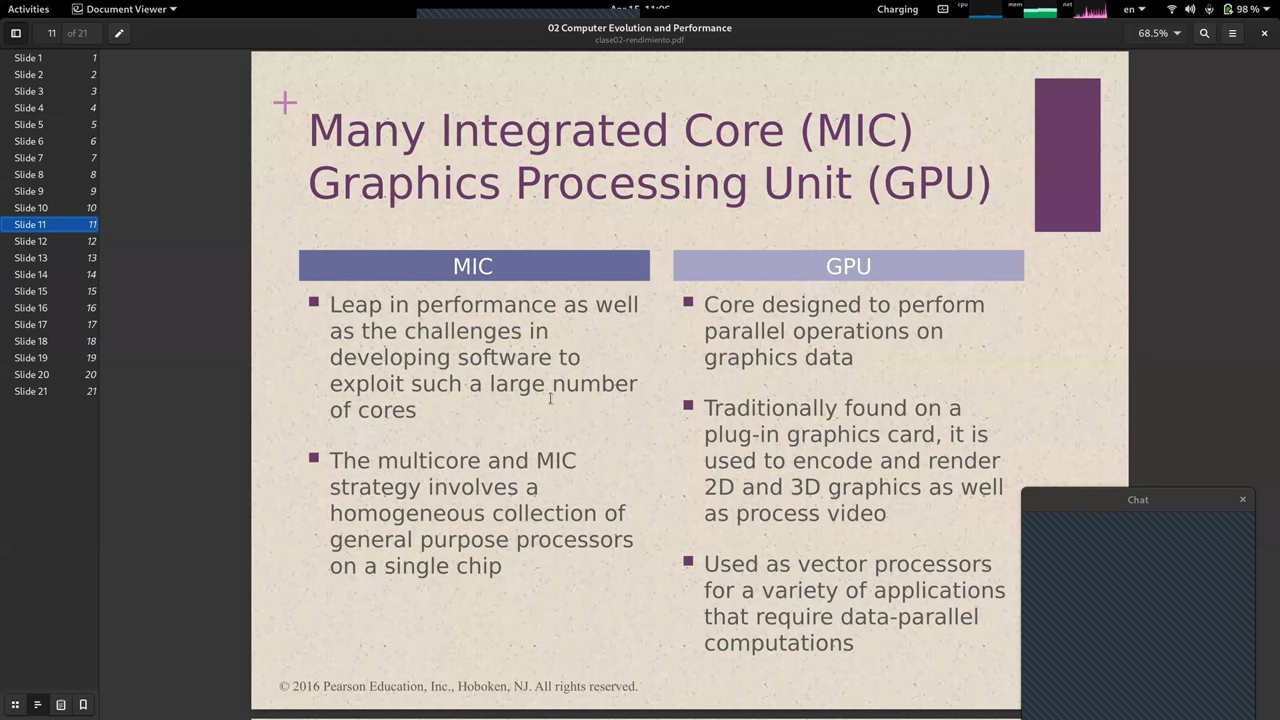 Activities
Document Viewer
Charging
cpu
mem
net
en
98 %
11
of 21
02 Computer Evolution and Performance
clase02-rendimiento.pdf
68.5%
Slide 1 1
Slide 2 2
Slide 3 3
Slide 4 4
Slide 5 5
Slide 6 6
Slide 7 7
Slide 8 8
Slide 9 9
Slide 10 10
Slide 11 11
Slide 12 12
Slide 13 13
Slide 14 14
Slide 15 15
Slide 16 16
Slide 17 17
Slide 18 18
Slide 19 19
Slide 20 20
Slide 21 21
+
Many Integrated Core (MIC)
Graphics Processing Unit (GPU)
MIC
Leap in performance as well
as the challenges in
developing software to
exploit such a large number
of cores
The multicore and MIC
strategy involves a
homogeneous collection of
general purpose processors
on a single chip
GPU
Core designed to perform
parallel operations on
graphics data
Traditionally found on a
plug-in graphics card, it is
used to encode and render
2D and 3D graphics as well
as process video
Used as vector processors
for a variety of applications
that require data-parallel
computations
© 2016 Pearson Education, Inc., Hoboken, NJ. All rights reserved.
Chat